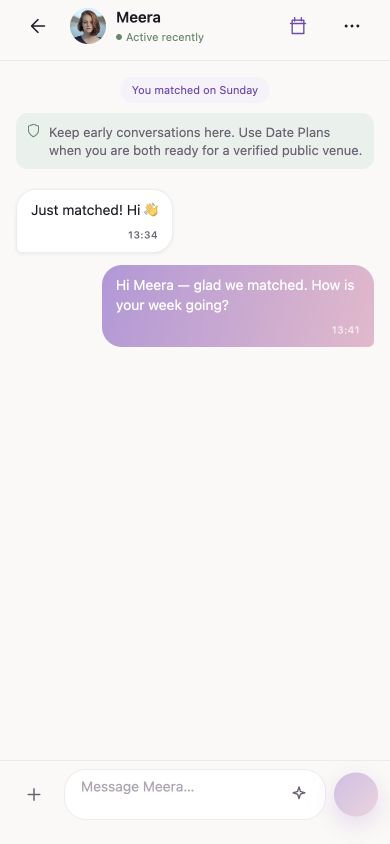 Meera
Active recently
You matched on Sunday
Keep early conversations here. Use Date Plans
when you are both ready for a verified public venue.
Just matched! Hi 👋
13:34
Hi Meera — glad we matched. How is
your week going?
13:41
Message Meera...